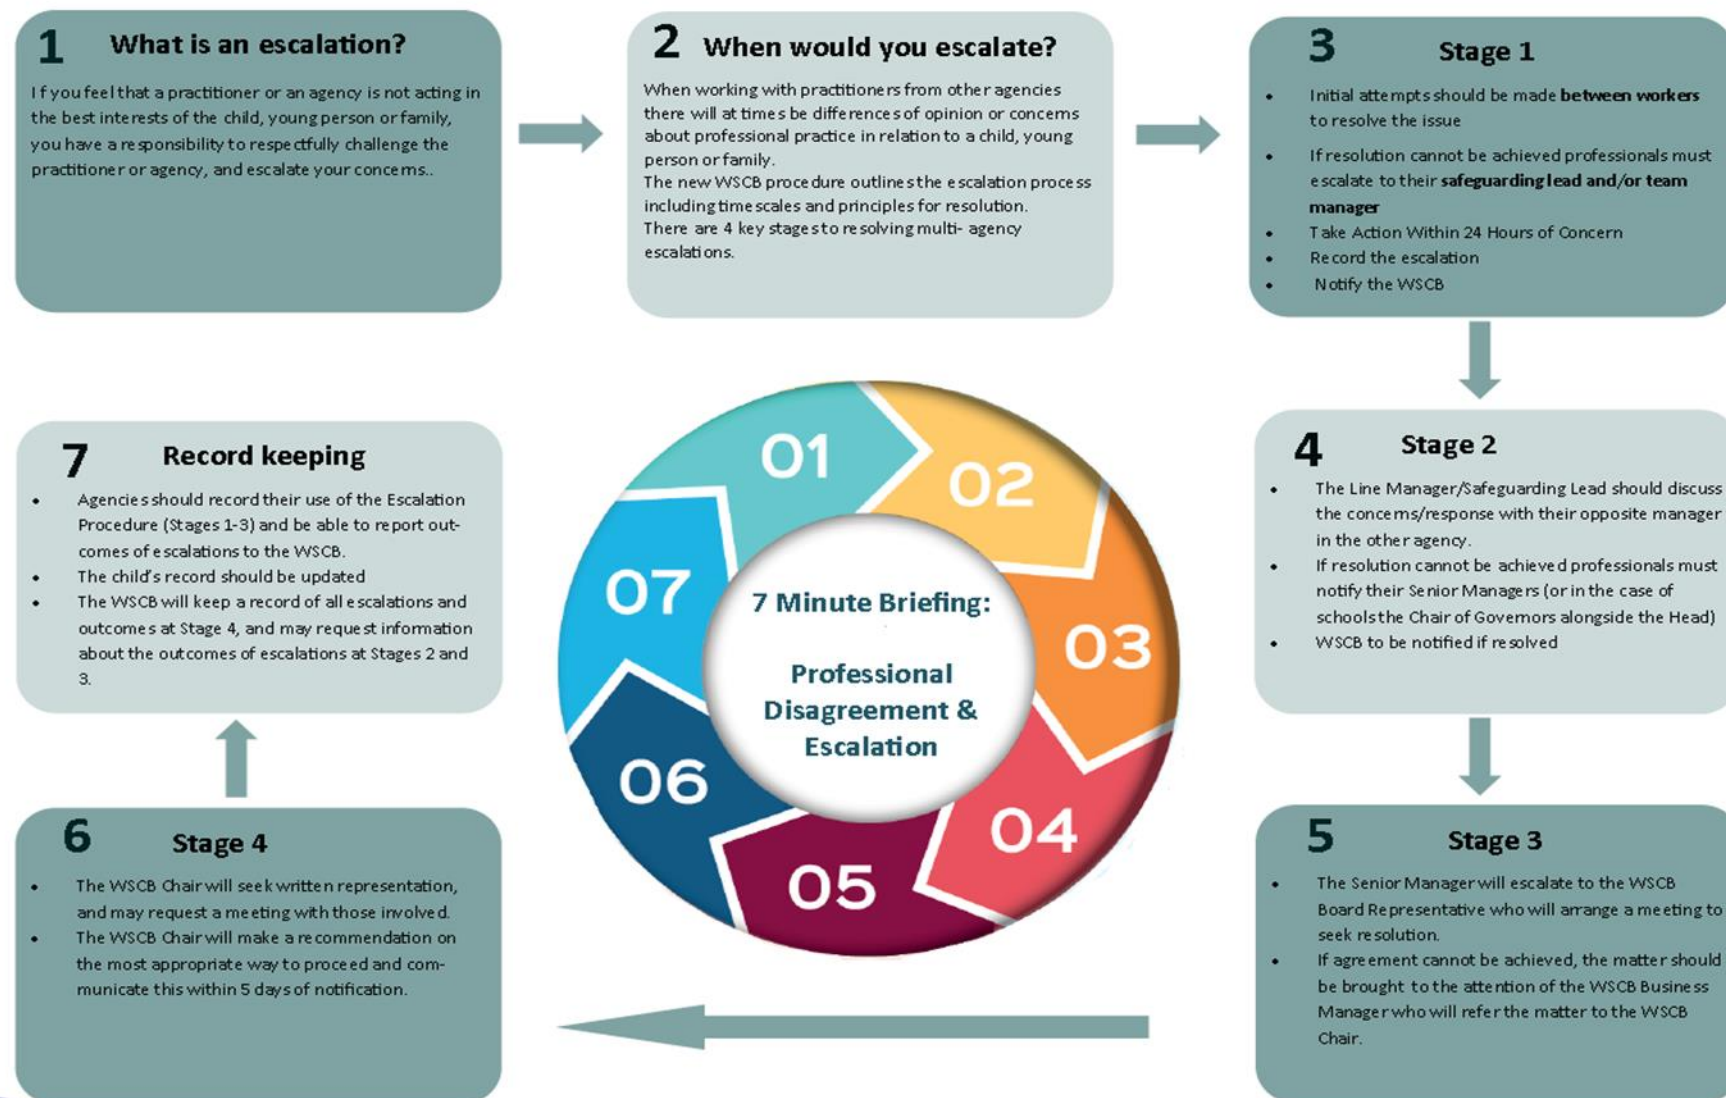 1 What is an escalation?
If you feel that a practitioner or an agency is not acting in
the best interests of the child, young person or family,
you have a responsibility to respectfully challenge the
practitioner or agency, and escalate your concerns..
2 When would you escalate?
When working with practitioners from other agencies
there will at times be differences of opinion or concerns
about professional practice in relation to a child, young
person or family.
The new WSCB procedure outlines the escalation process
including timescales and principles for resolution.
There are 4 key stages to resolving multi- agency
escalations.
3 Stage 1
• Initial attempts should be made between workers
to resolve the issue
• If resolution cannot be achieved professionals must
escalate to their safeguarding lead and/or team
manager
• Take Action Within 24 Hours of Concern
• Record the escalation
• Notify the WSCB
4 Stage 2
• The Line Manager/Safeguarding Lead should discuss
the concerns/response with their opposite manager
in the other agency.
• If resolution cannot be achieved professionals must
notify their Senior Managers (or in the case of
schools the Chair of Governors alongside the Head)
• WSCB to be notified if resolved
5 Stage 3
• The Senior Manager will escalate to the WSCB
Board Representative who will arrange a meeting to
seek resolution.
• If agreement cannot be achieved, the matter should
be brought to the attention of the WSCB Business
Manager who will refer the matter to the WSCB
Chair.
6 Stage 4
• The WSCB Chair will seek written representation,
and may request a meeting with those involved.
• The WSCB Chair will make a recommendation on
the most appropriate way to proceed and com-
municate this within 5 days of notification.
7 Record keeping
• Agencies should record their use of the Escalation
Procedure (Stages 1-3) and be able to report out-
comes of escalations to the WSCB.
• The child's record should be updated
• The WSCB will keep a record of all escalations and
outcomes at Stage 4, and may request information
about the outcomes of escalations at Stages 2 and
3.
01
02
03
04
05
06
07
7 Minute Briefing:
Professional
Disagreement &
Escalation